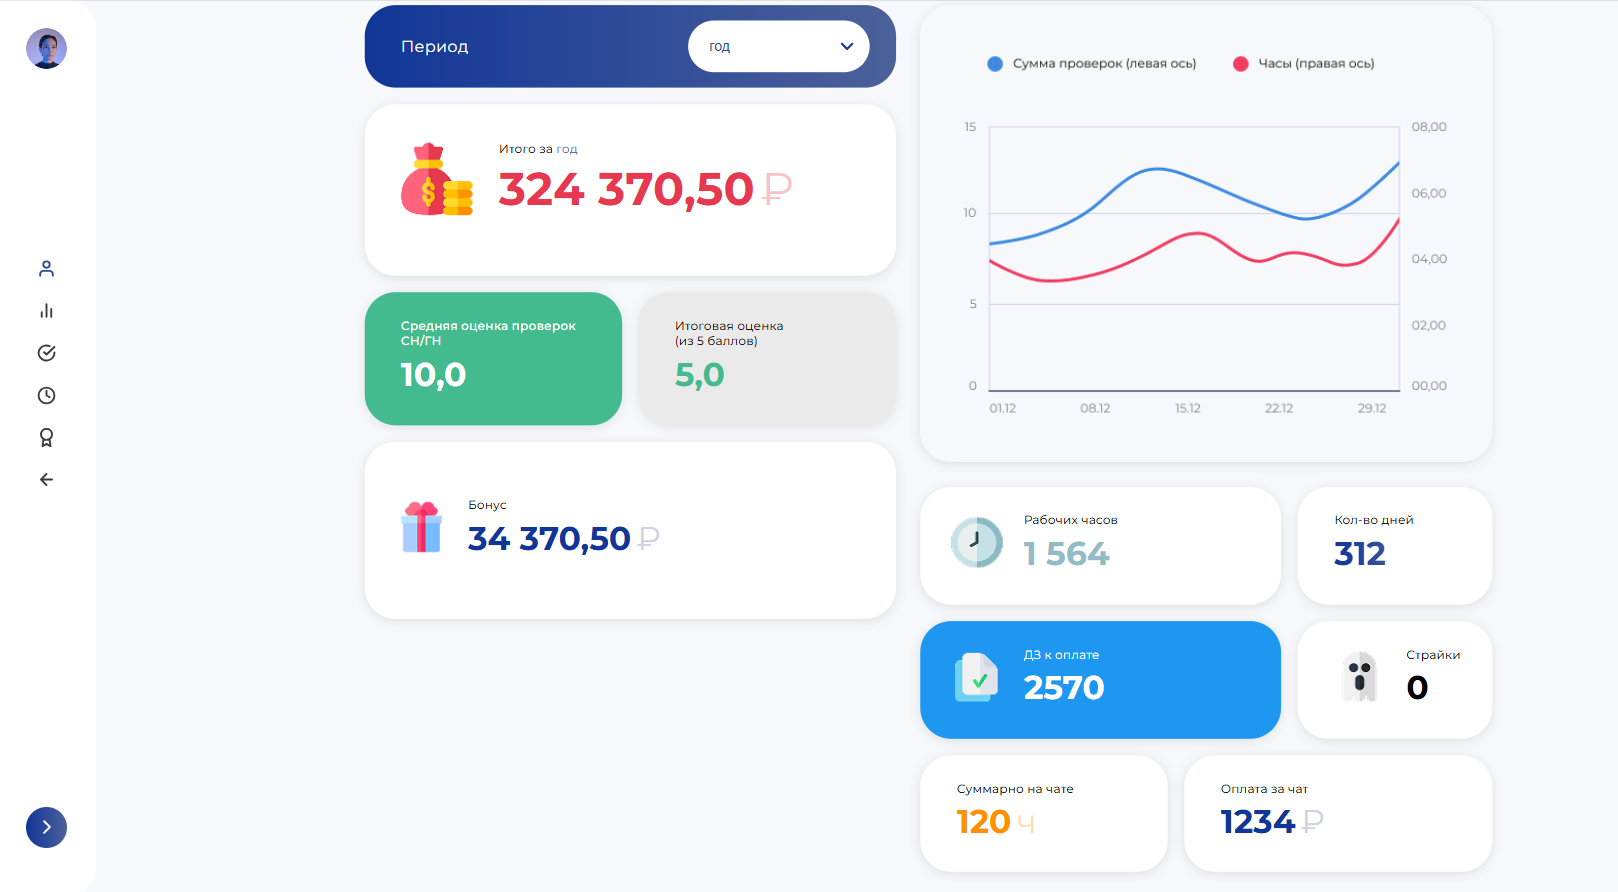 Период
год
Итого за год
324 370,50 ₽
Средняя оценка проверок
СН/ГН
10,0
Итоговая оценка
(из 5 баллов)
5,0
Бонус
34 370,50 ₽
Сумма проверок (левая ось)
Часы (правая ось)
15
08,00
06,00
10
04,00
5
02,00
0
00,00
01.12
08.12
15.12
22.12
29.12
Рабочих часов
1 564
Кол-во дней
312
ДЗ к оплате
2570
Страйки
0
Суммарно на чате
120 ч
Оплата за чат
1234 ₽